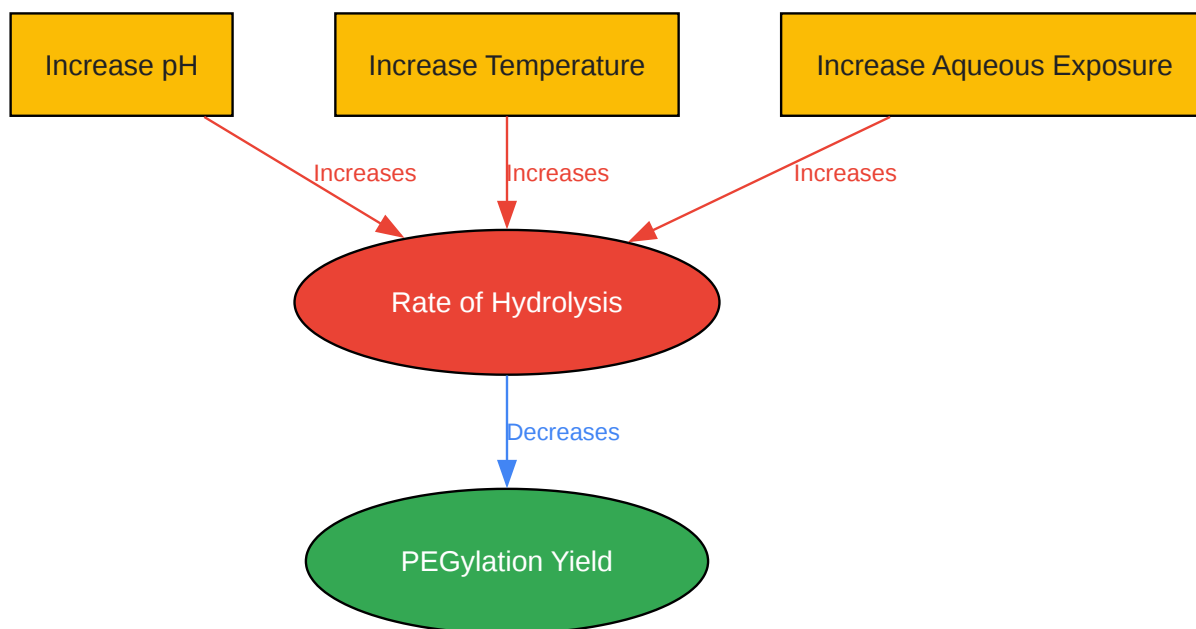 Increase pH
Increase Temperature
Increase Aqueous Exposure
Increases
Increases
Increases
Rate of Hydrolysis
Decreases
PEGylation Yield